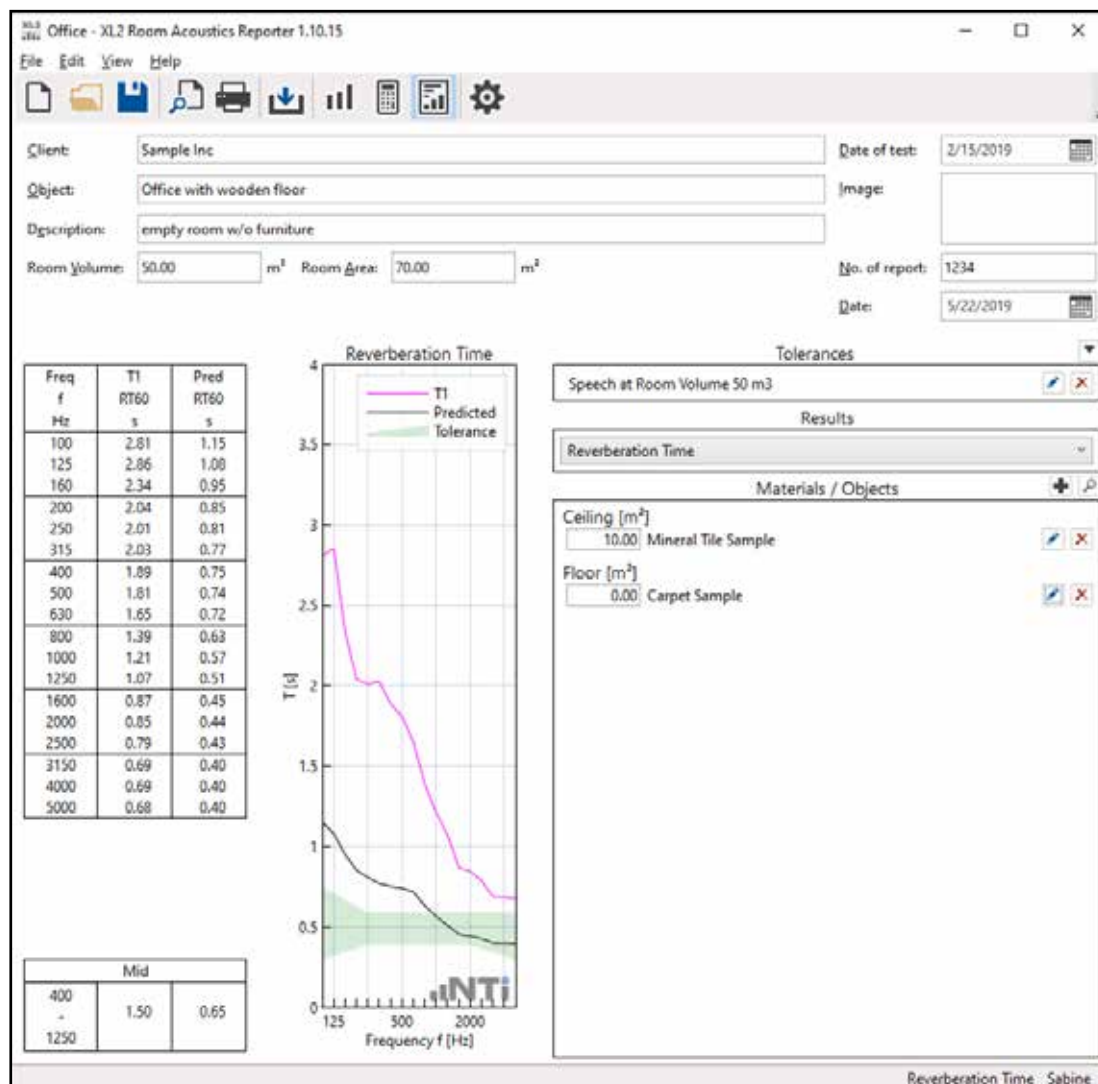 Office - XL2 Room Acoustics Reporter 1.10.15
File Edit View Help
Client: Sample Inc Date of test: 2/15/2019
Object: Office with wooden floor Image:
Description: empty room w/o furniture
Room Volume: 50.00 m³ Room Area: 70.00 m² No. of report: 1234
Date: 5/22/2019
Freq T1 Pred
f RT60 RT60
Hz s s
100 2.81 1.15
125 2.86 1.08
160 2.34 0.95
200 2.04 0.85
250 2.01 0.81
315 2.03 0.77
400 1.89 0.75
500 1.81 0.74
630 1.65 0.72
800 1.39 0.63
1000 1.21 0.57
1250 1.07 0.51
1600 0.87 0.45
2000 0.85 0.44
2500 0.79 0.43
3150 0.69 0.40
4000 0.69 0.40
5000 0.68 0.40
Mid
400 - 1250 1.50 0.65
Reverberation Time
T1
Predicted
Tolerance
4
3.5
3
2.5
2
1.5
1
0.5
0
T [s]
125 500 2000
Frequency f [Hz]
NTi
Tolerances
Speech at Room Volume 50 m3
Results
Reverberation Time
Materials / Objects
Ceiling [m²]
10.00 Mineral Tile Sample
Floor [m²]
0.00 Carpet Sample
Reverberation Time Sabine